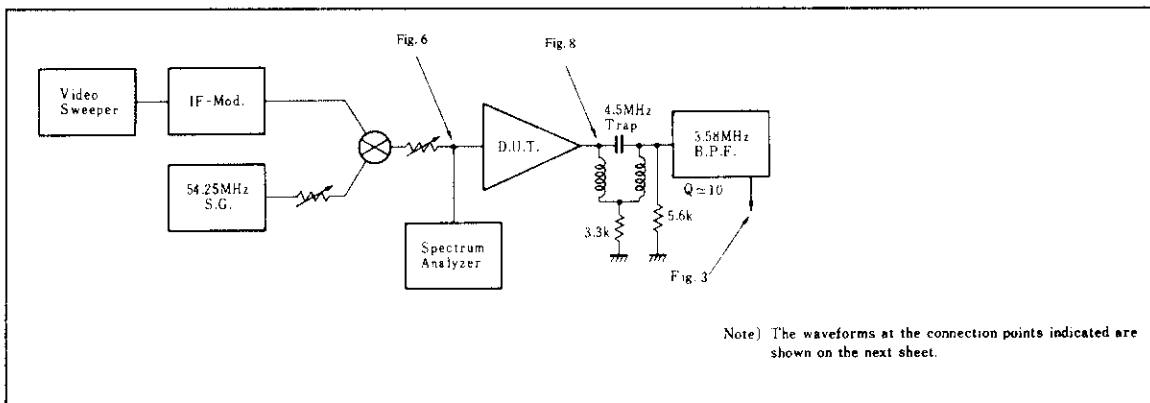 Fig. 6
Fig. 8
Video
Sweeper
IF-Mod.
4.5MHz
Trap
D.U.T.
3.58MHz
B.P.F.
Q≃10
54.25MHz
S.G.
Spectrum
Analyzer
3.3k
5.6k
Fig. 3
Note) The waveforms at the connection points indicated are
shown on the next sheet.